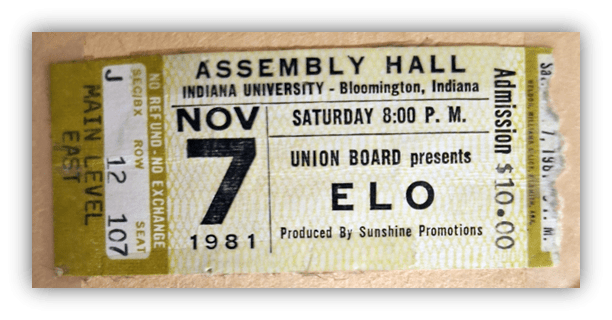 ASSEMBLY HALL
INDIANA UNIVERSITY - Bloomington, Indiana
NOV
7
1981
SATURDAY 8:00 P. M.
UNION BOARD presents
ELO
Produced By Sunshine Promotions
Admission $10.00
NO REFUND - NO EXCHANGE
SEC/BX ROW SEAT
J 12 107
MAIN LEVEL
EAST